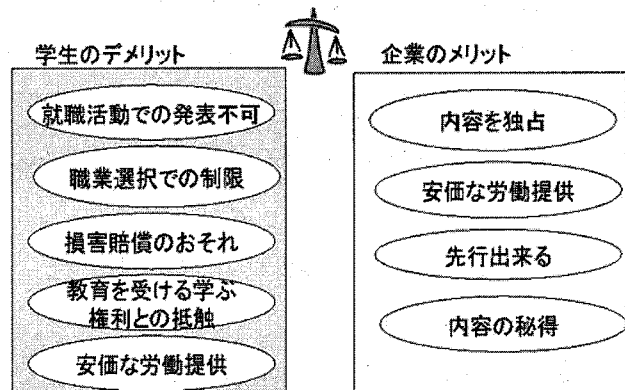 学生のデメリット
就職活動での発表不可
職業選択での制限
損害賠償のおそれ
教育を受ける学ぶ
権利との抵触
安価な労働提供
企業のメリット
内容を独占
安価な労働提供
先行出来る
内容の秘得